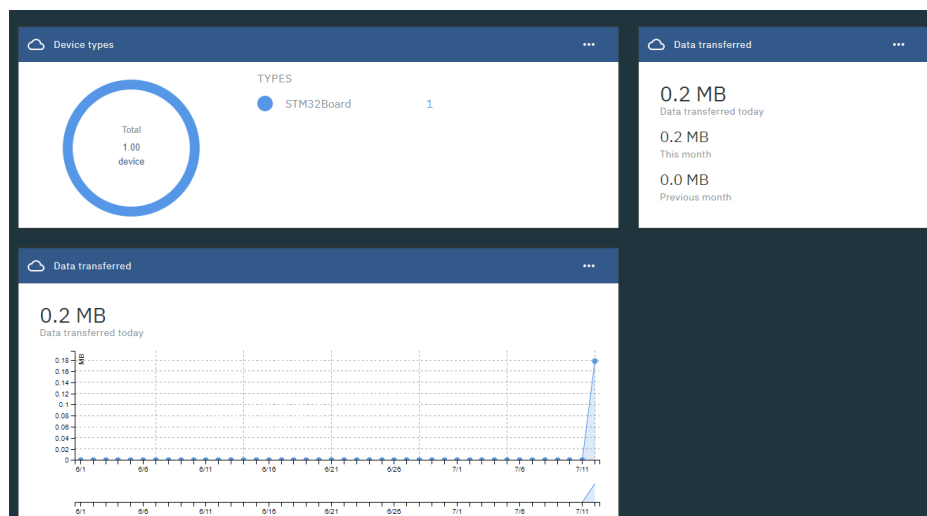 Device types
•••
Total
1.00
device
TYPES
STM32Board 1
Data transferred
•••
0.2 MB
Data transferred today
0.2 MB
This month
0.0 MB
Previous month
Data transferred
•••
0.2 MB
Data transferred today
MB
0.18
0.16
0.14
0.12
0.1
0.08
0.06
0.04
0.02
0
6/1 6/6 6/11 6/16 6/21 6/26 7/1 7/6 7/11
6/1 6/6 6/11 6/16 6/21 6/26 7/1 7/6 7/11